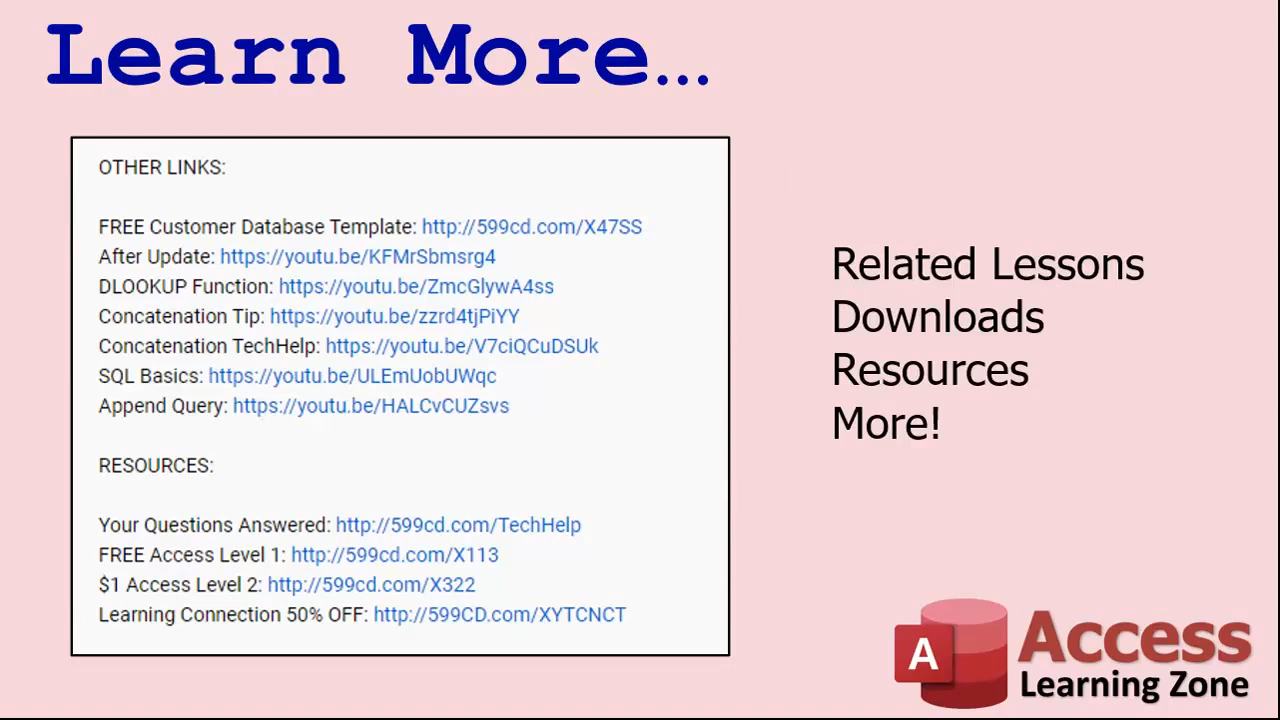 Learn More...
OTHER LINKS:
FREE Customer Database Template: http://599cd.com/X47SS
After Update: https://youtu.be/KFMrSbmsrg4
DLOOKUP Function: https://youtu.be/ZmcGlywA4ss
Concatenation Tip: https://youtu.be/zzrd4tjPiYY
Concatenation TechHelp: https://youtu.be/V7ciQCuDSUk
SQL Basics: https://youtu.be/ULEmUobUWqc
Append Query: https://youtu.be/HALCvCUZsvs
RESOURCES:
Your Questions Answered: http://599cd.com/TechHelp
FREE Access Level 1: http://599cd.com/X113
$1 Access Level 2: http://599cd.com/X322
Learning Connection 50% OFF: http://599CD.com/XYTCNCT
Related Lessons
Downloads
Resources
More!
A
Access
Learning Zone